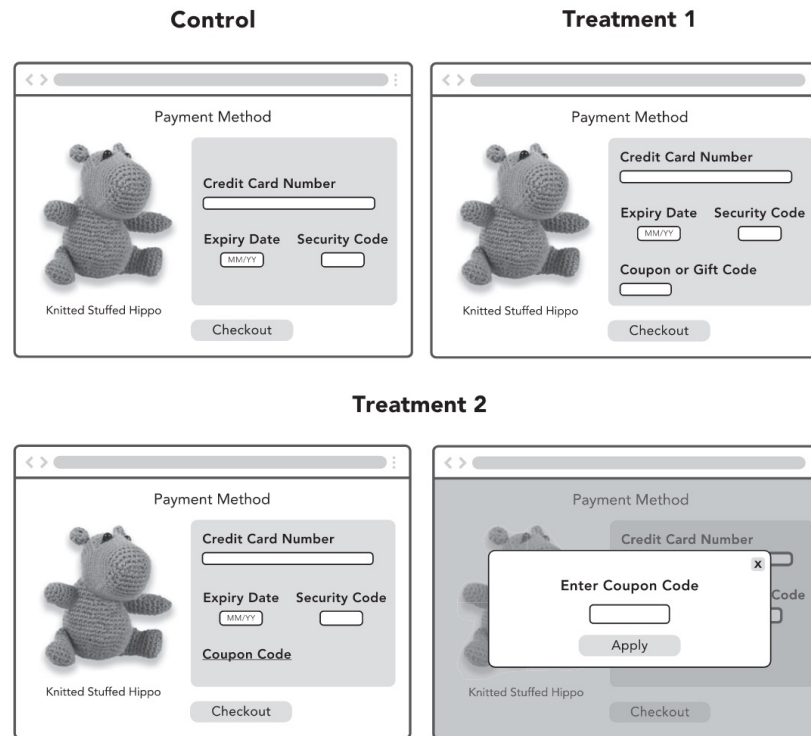 Control
Treatment 1
Payment Method
Credit Card Number
Expiry Date Security Code
MM/YY
Knitted Stuffed Hippo
Checkout
Payment Method
Credit Card Number
Expiry Date Security Code
MM/YY
Coupon or Gift Code
Knitted Stuffed Hippo
Checkout
Treatment 2
Payment Method
Credit Card Number
Expiry Date Security Code
MM/YY
Coupon Code
Knitted Stuffed Hippo
Checkout
Payment Method
Credit Card Number
X
Enter Coupon Code
Code
Apply
Knitted Stuffed Hippo
Checkout